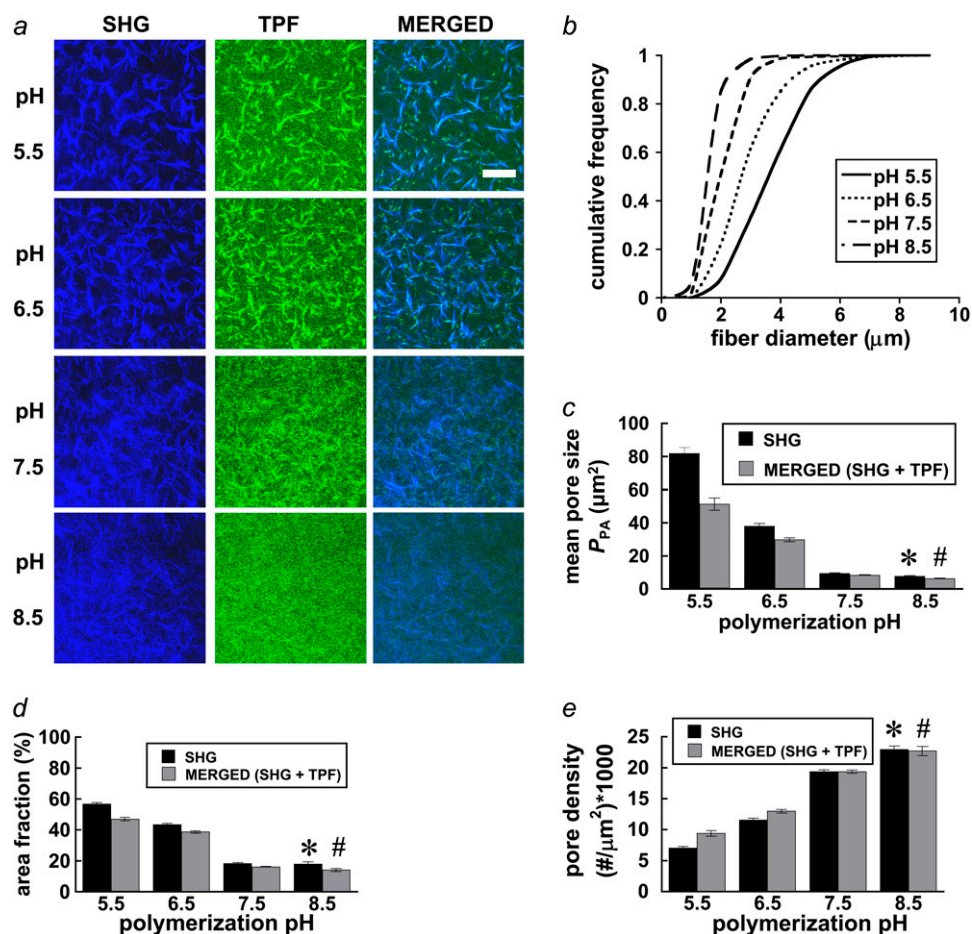 a
SHG TPF MERGED
pH
5.5
pH
6.5
pH
7.5
pH
8.5
b
cumulative frequency
1
0.8
0.6
0.4
0.2
0
0 2 4 6 8 10
fiber diameter (μm)
pH 5.5
pH 6.5
pH 7.5
pH 8.5
c
mean pore size
P_PA (μm²)
100
80
60
40
20
0
SHG
MERGED (SHG + TPF)
* #
5.5 6.5 7.5 8.5
polymerization pH
d
area fraction (%)
100
80
60
40
20
0
SHG
MERGED (SHG + TPF)
* #
5.5 6.5 7.5 8.5
polymerization pH
e
pore density
(#/μm²)*1000
25
20
15
10
5
0
SHG
MERGED (SHG + TPF)
* #
5.5 6.5 7.5 8.5
polymerization pH